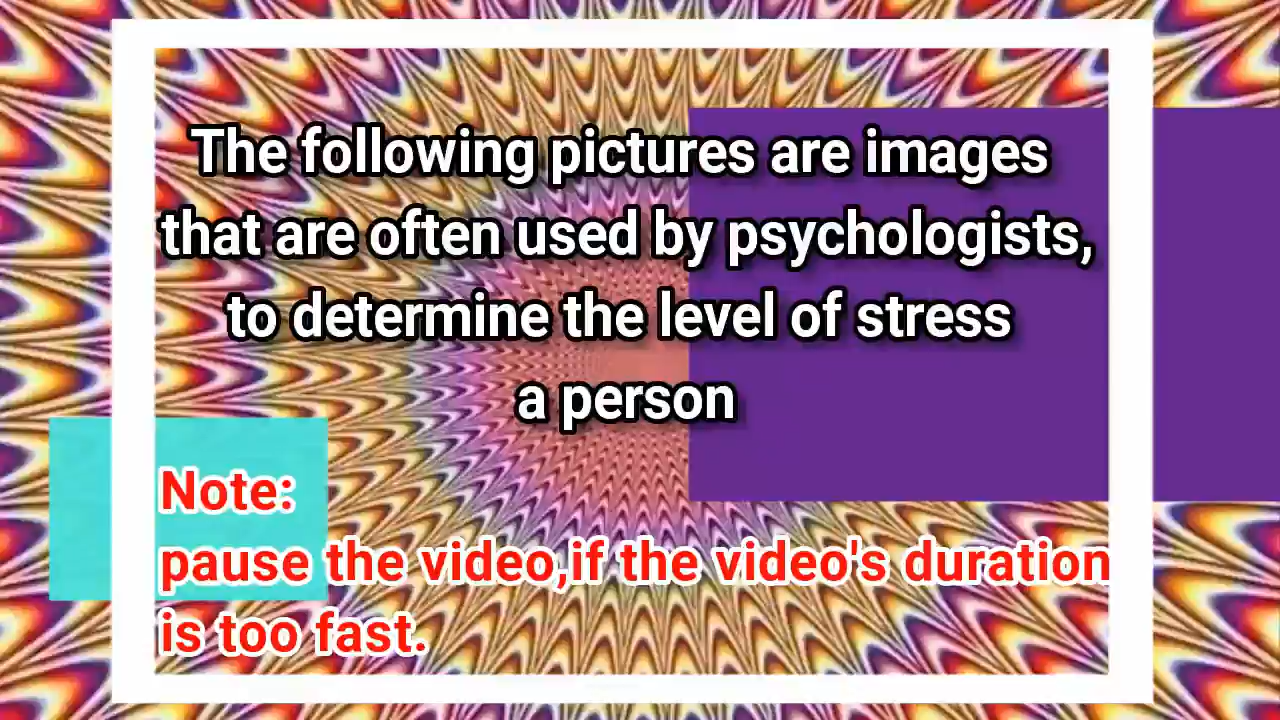 The following pictures are images
that are often used by psychologists,
to determine the level of stress
a person
Note:
pause the video,if the video's duration
is too fast.